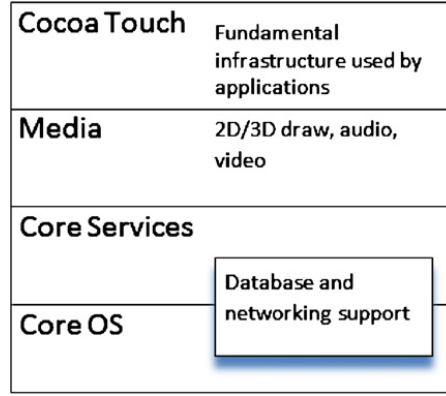 Cocoa Touch
Fundamental
infrastructure used by
applications
Media
2D/3D draw, audio,
video
Core Services
Database and
networking support
Core OS